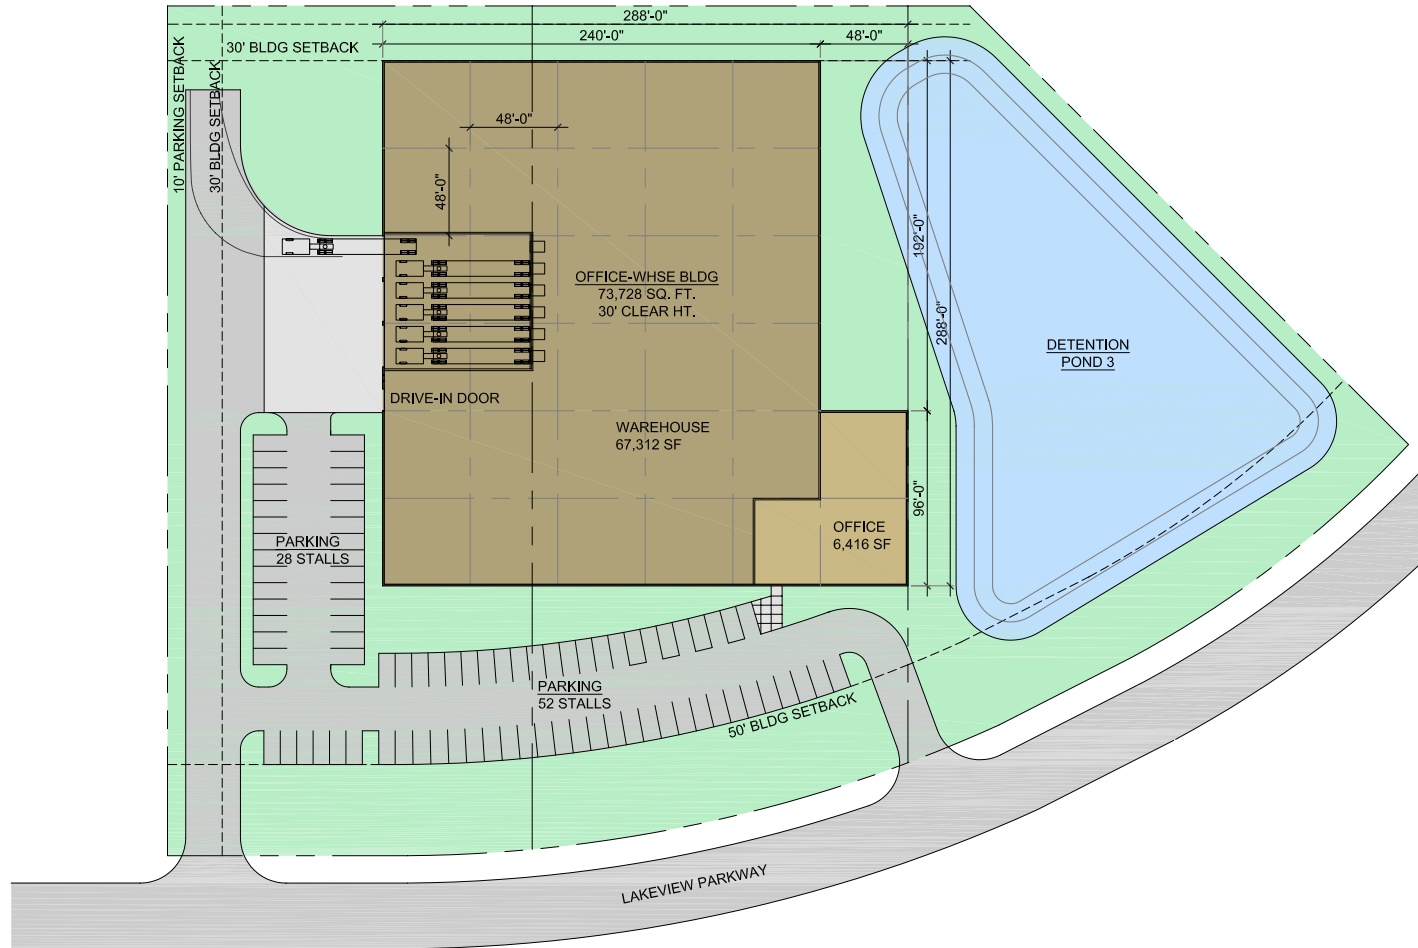 288'-0"
240'-0"
48'-0"
30' BLDG SETBACK
10' PARKING SETBACK
30' BLDG SETBACK
48'-0"
48'-0"
192'-0"
288'-0"
OFFICE-WHSE BLDG
73,728 SQ. FT.
30' CLEAR HT.
DETENTION
POND 3
DRIVE-IN DOOR
WAREHOUSE
67,312 SF
96'-0"
OFFICE
6,416 SF
PARKING
28 STALLS
PARKING
52 STALLS
50' BLDG SETBACK
LAKEVIEW PARKWAY